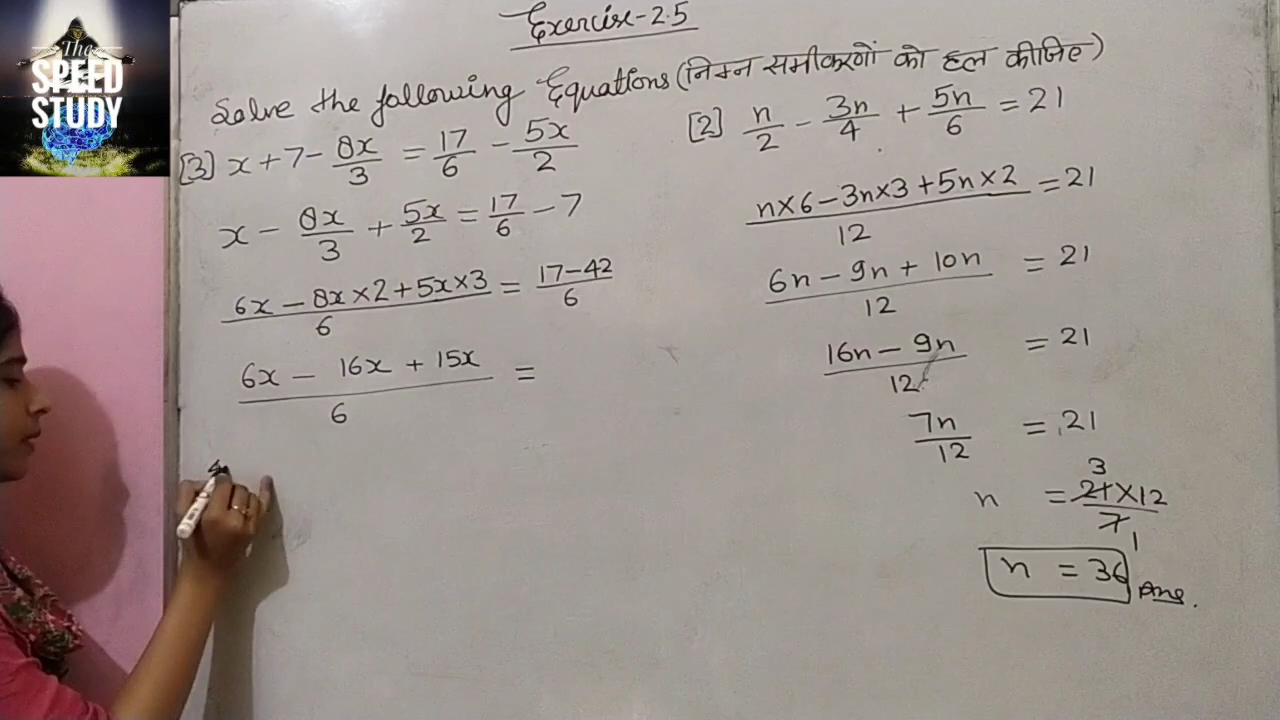 The
SPEED
STUDY
Exercise-2.5
Solve the following Equations (निम्न समीकरणों को हल कीजिए)
[3] x + 7 - 8x/3 = 17/6 - 5x/2
x - 8x/3 + 5x/2 = 17/6 - 7
6x - 8x × 2 + 5x × 3 / 6 = 17 - 42 / 6
6x - 16x + 15x / 6 =
[2] n/2 - 3n/4 + 5n/6 = 21
n × 6 - 3n × 3 + 5n × 2 / 12 = 21
6n - 9n + 10n / 12 = 21
16n - 9n / 12 = 21
7n / 12 = 21
3
n = 21 × 12 / 7
1
n = 36 Ans.